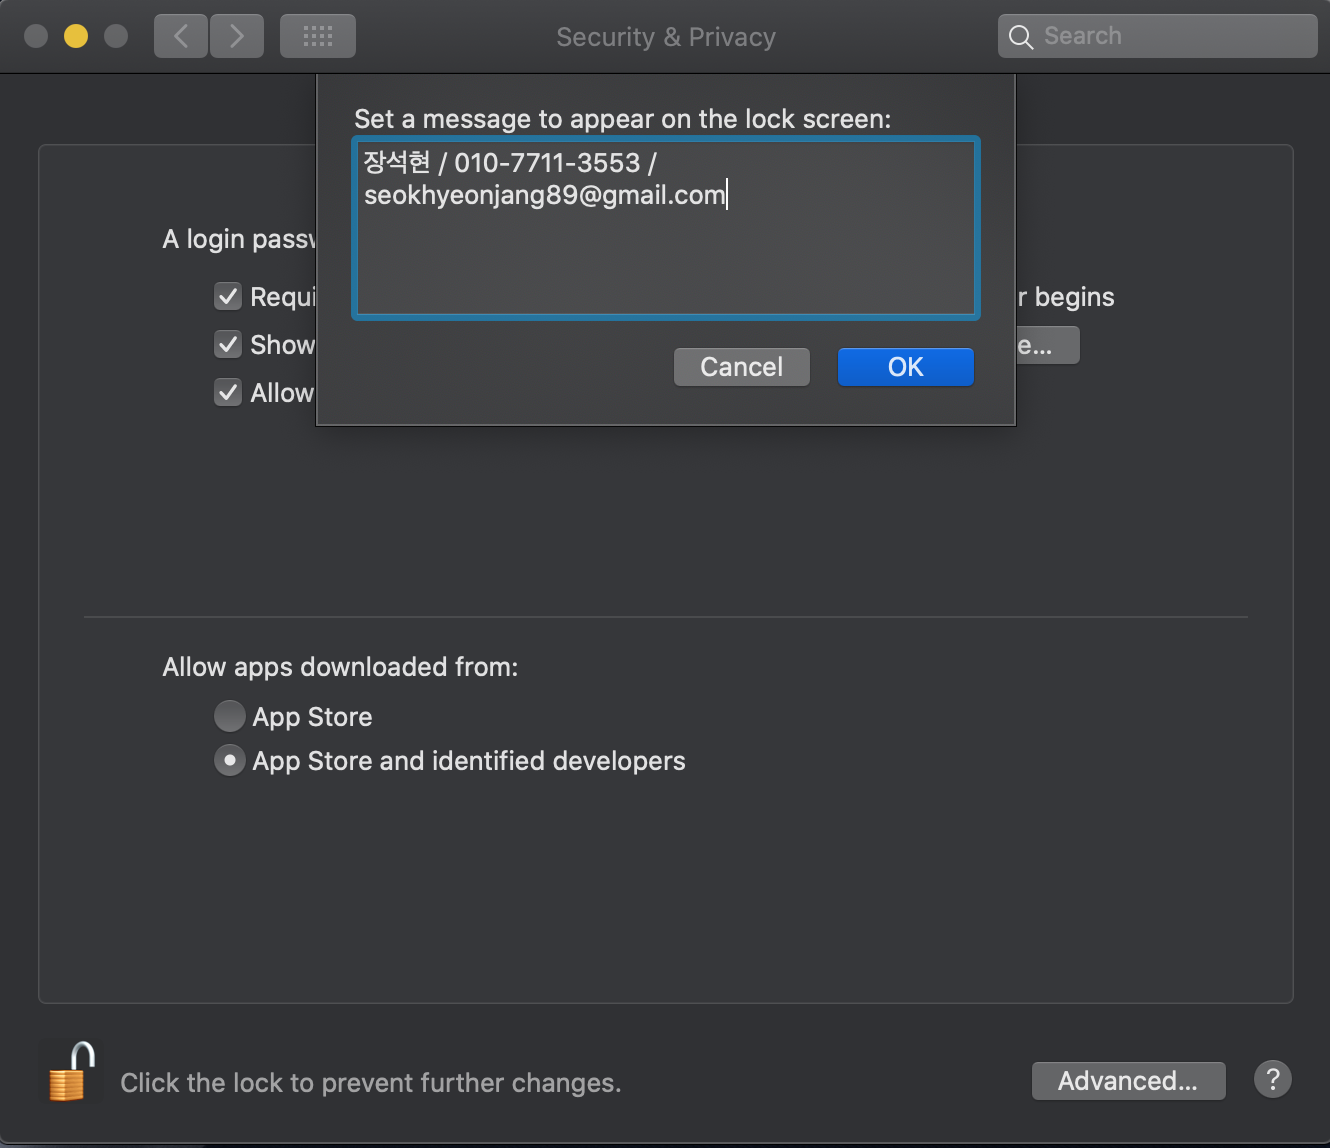 Security & Privacy
Search
Set a message to appear on the lock screen:
장석현 / 010-7711-3553 /
seokhyeonjang89@gmail.com
A login passw
Requi
r begins
Show
e...
Allow
Cancel
OK
Allow apps downloaded from:
App Store
App Store and identified developers
Click the lock to prevent further changes.
Advanced...
?